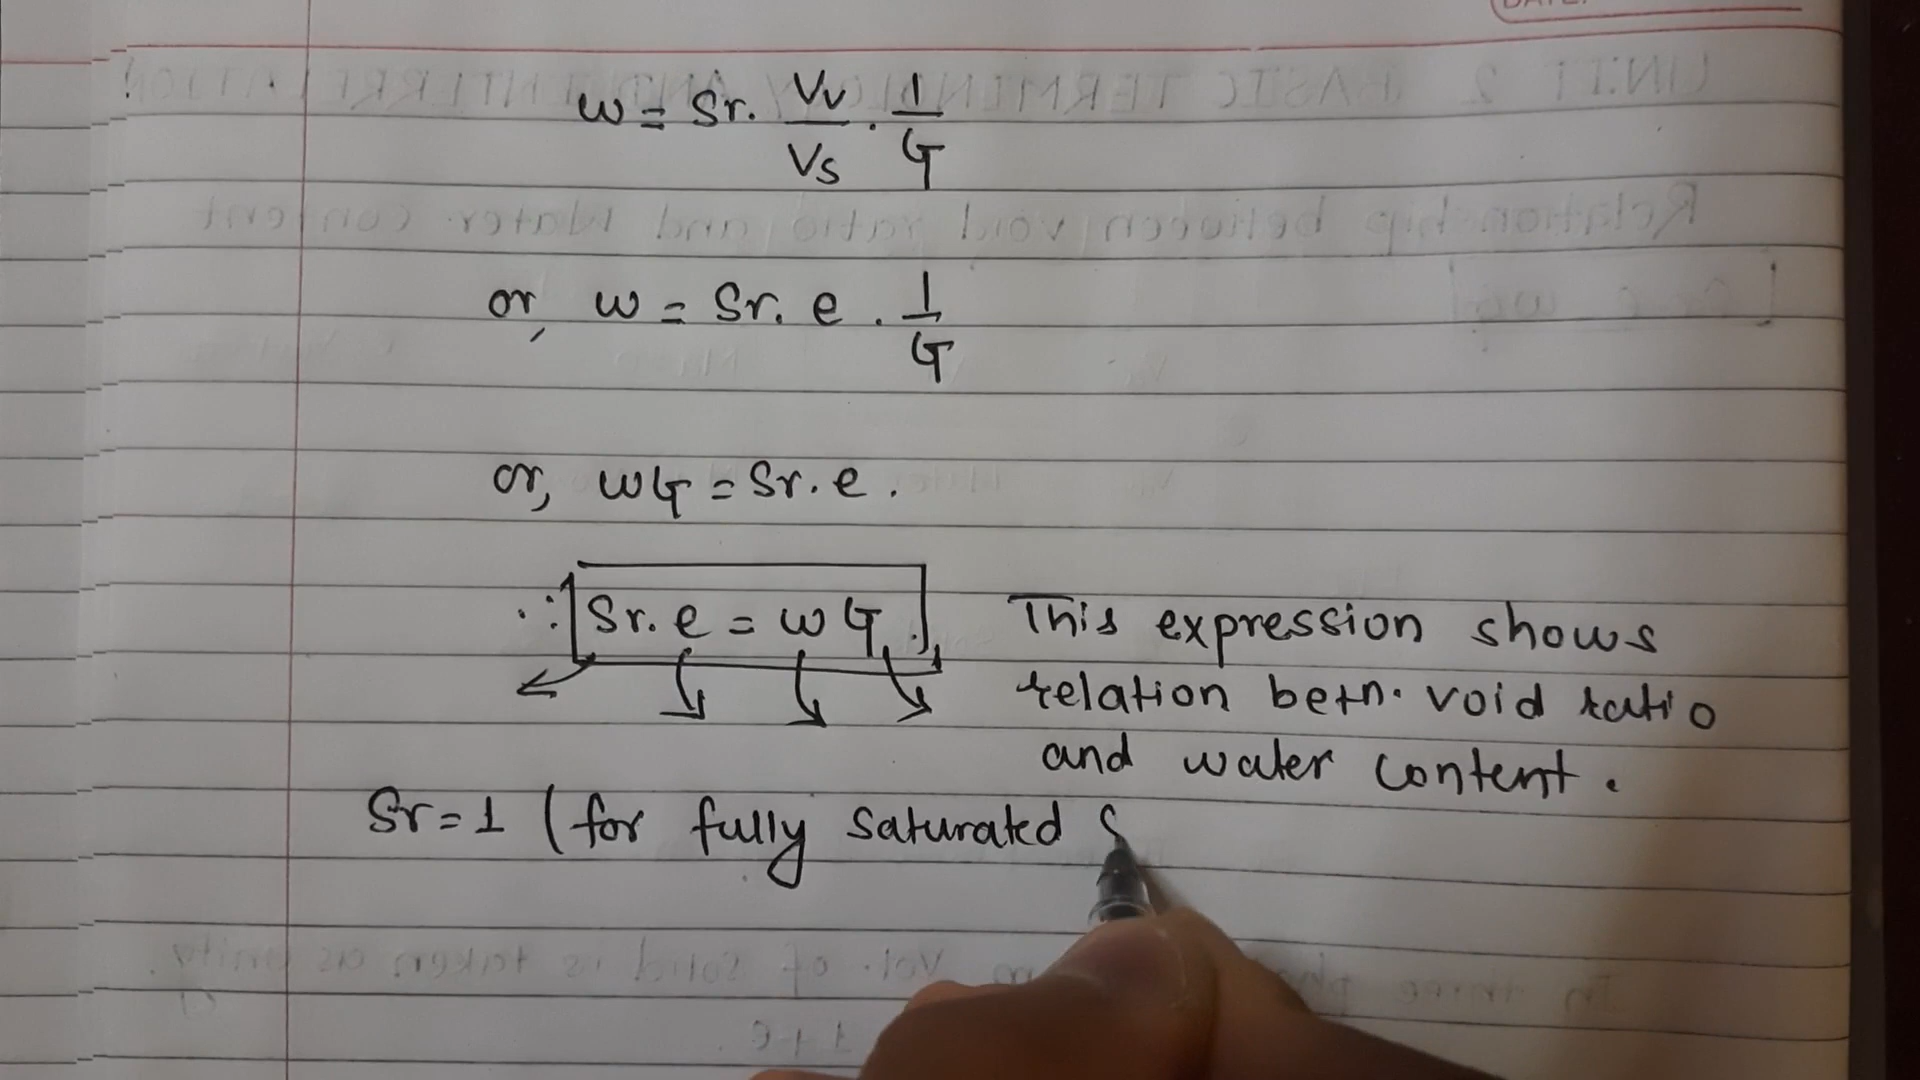 w = Sr. Vv/Vs . 1/G
or, w = Sr. e . 1/G
or, wG = Sr. e.
∴ Sr. e = wG. This expression shows
relation betn. void ratio
and water content.
Sr = 1 (for fully saturated S